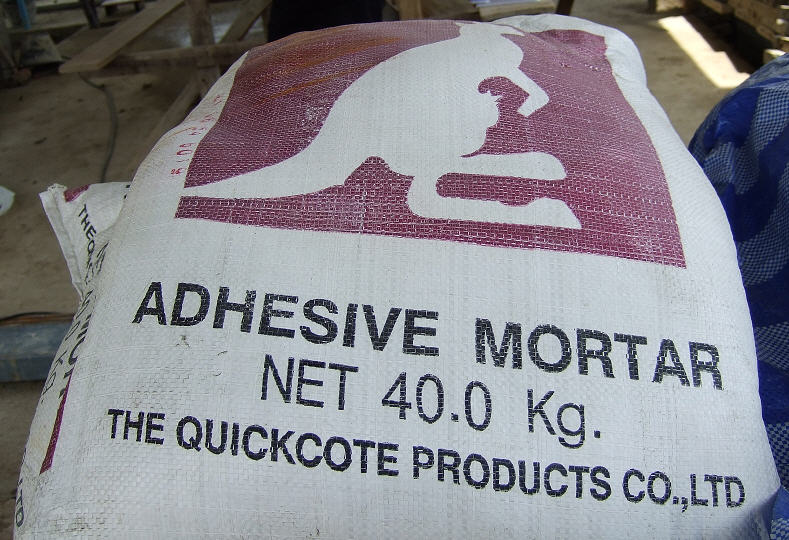 ADHESIVE MORTAR
NET 40.0 Kg.
THE QUICKCOTE PRODUCTS CO.,LTD